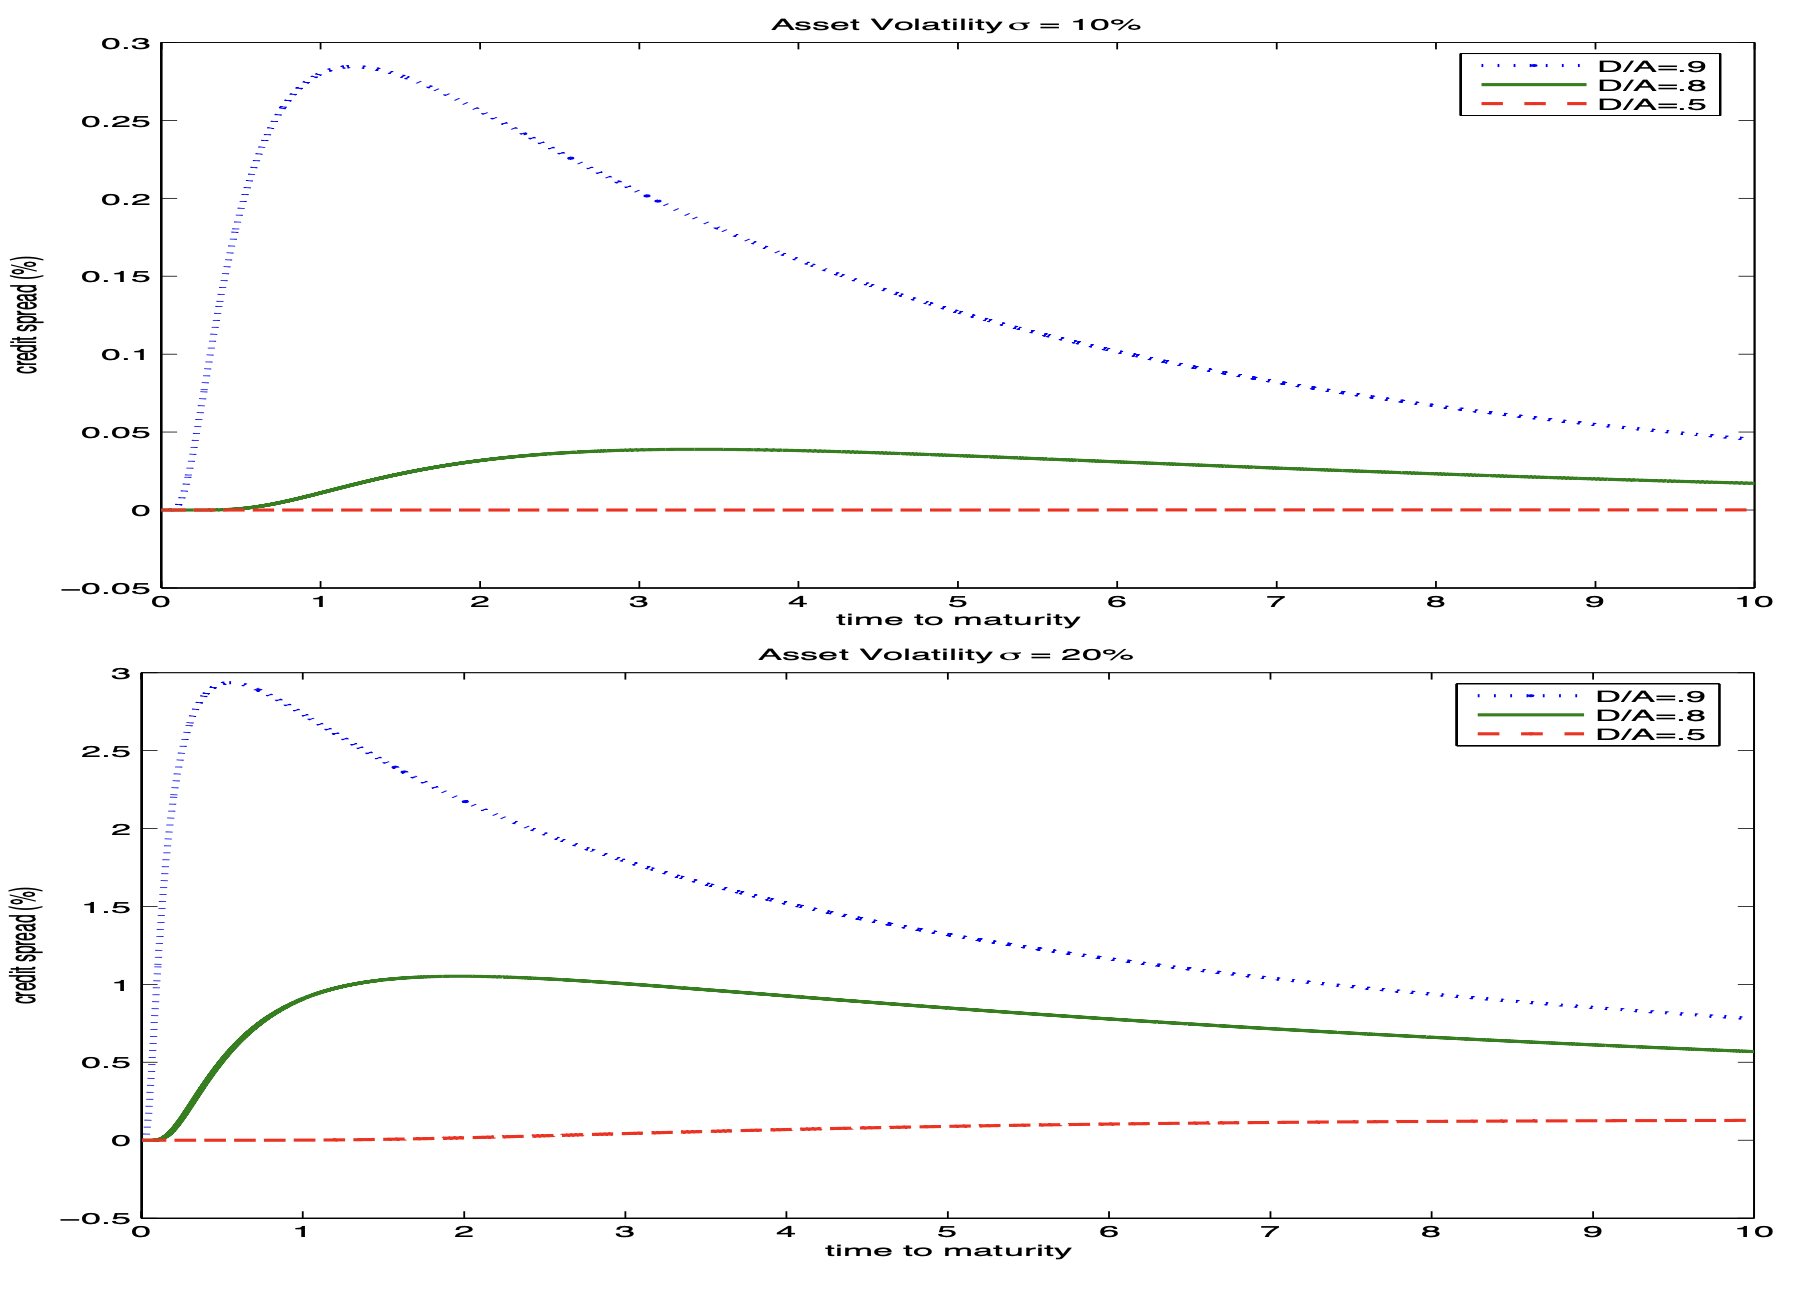 Asset Volatility σ = 10%
0.3
D/A=.9
D/A=.8
D/A=.5
0.25
0.2
0.15
0.1
0.05
0
−0.05
credit spread (%)
0 1 2 3 4 5 6 7 8 9 10
time to maturity
Asset Volatility σ = 20%
3
D/A=.9
D/A=.8
D/A=.5
2.5
2
1.5
1
0.5
0
−0.5
credit spread (%)
0 1 2 3 4 5 6 7 8 9 10
time to maturity